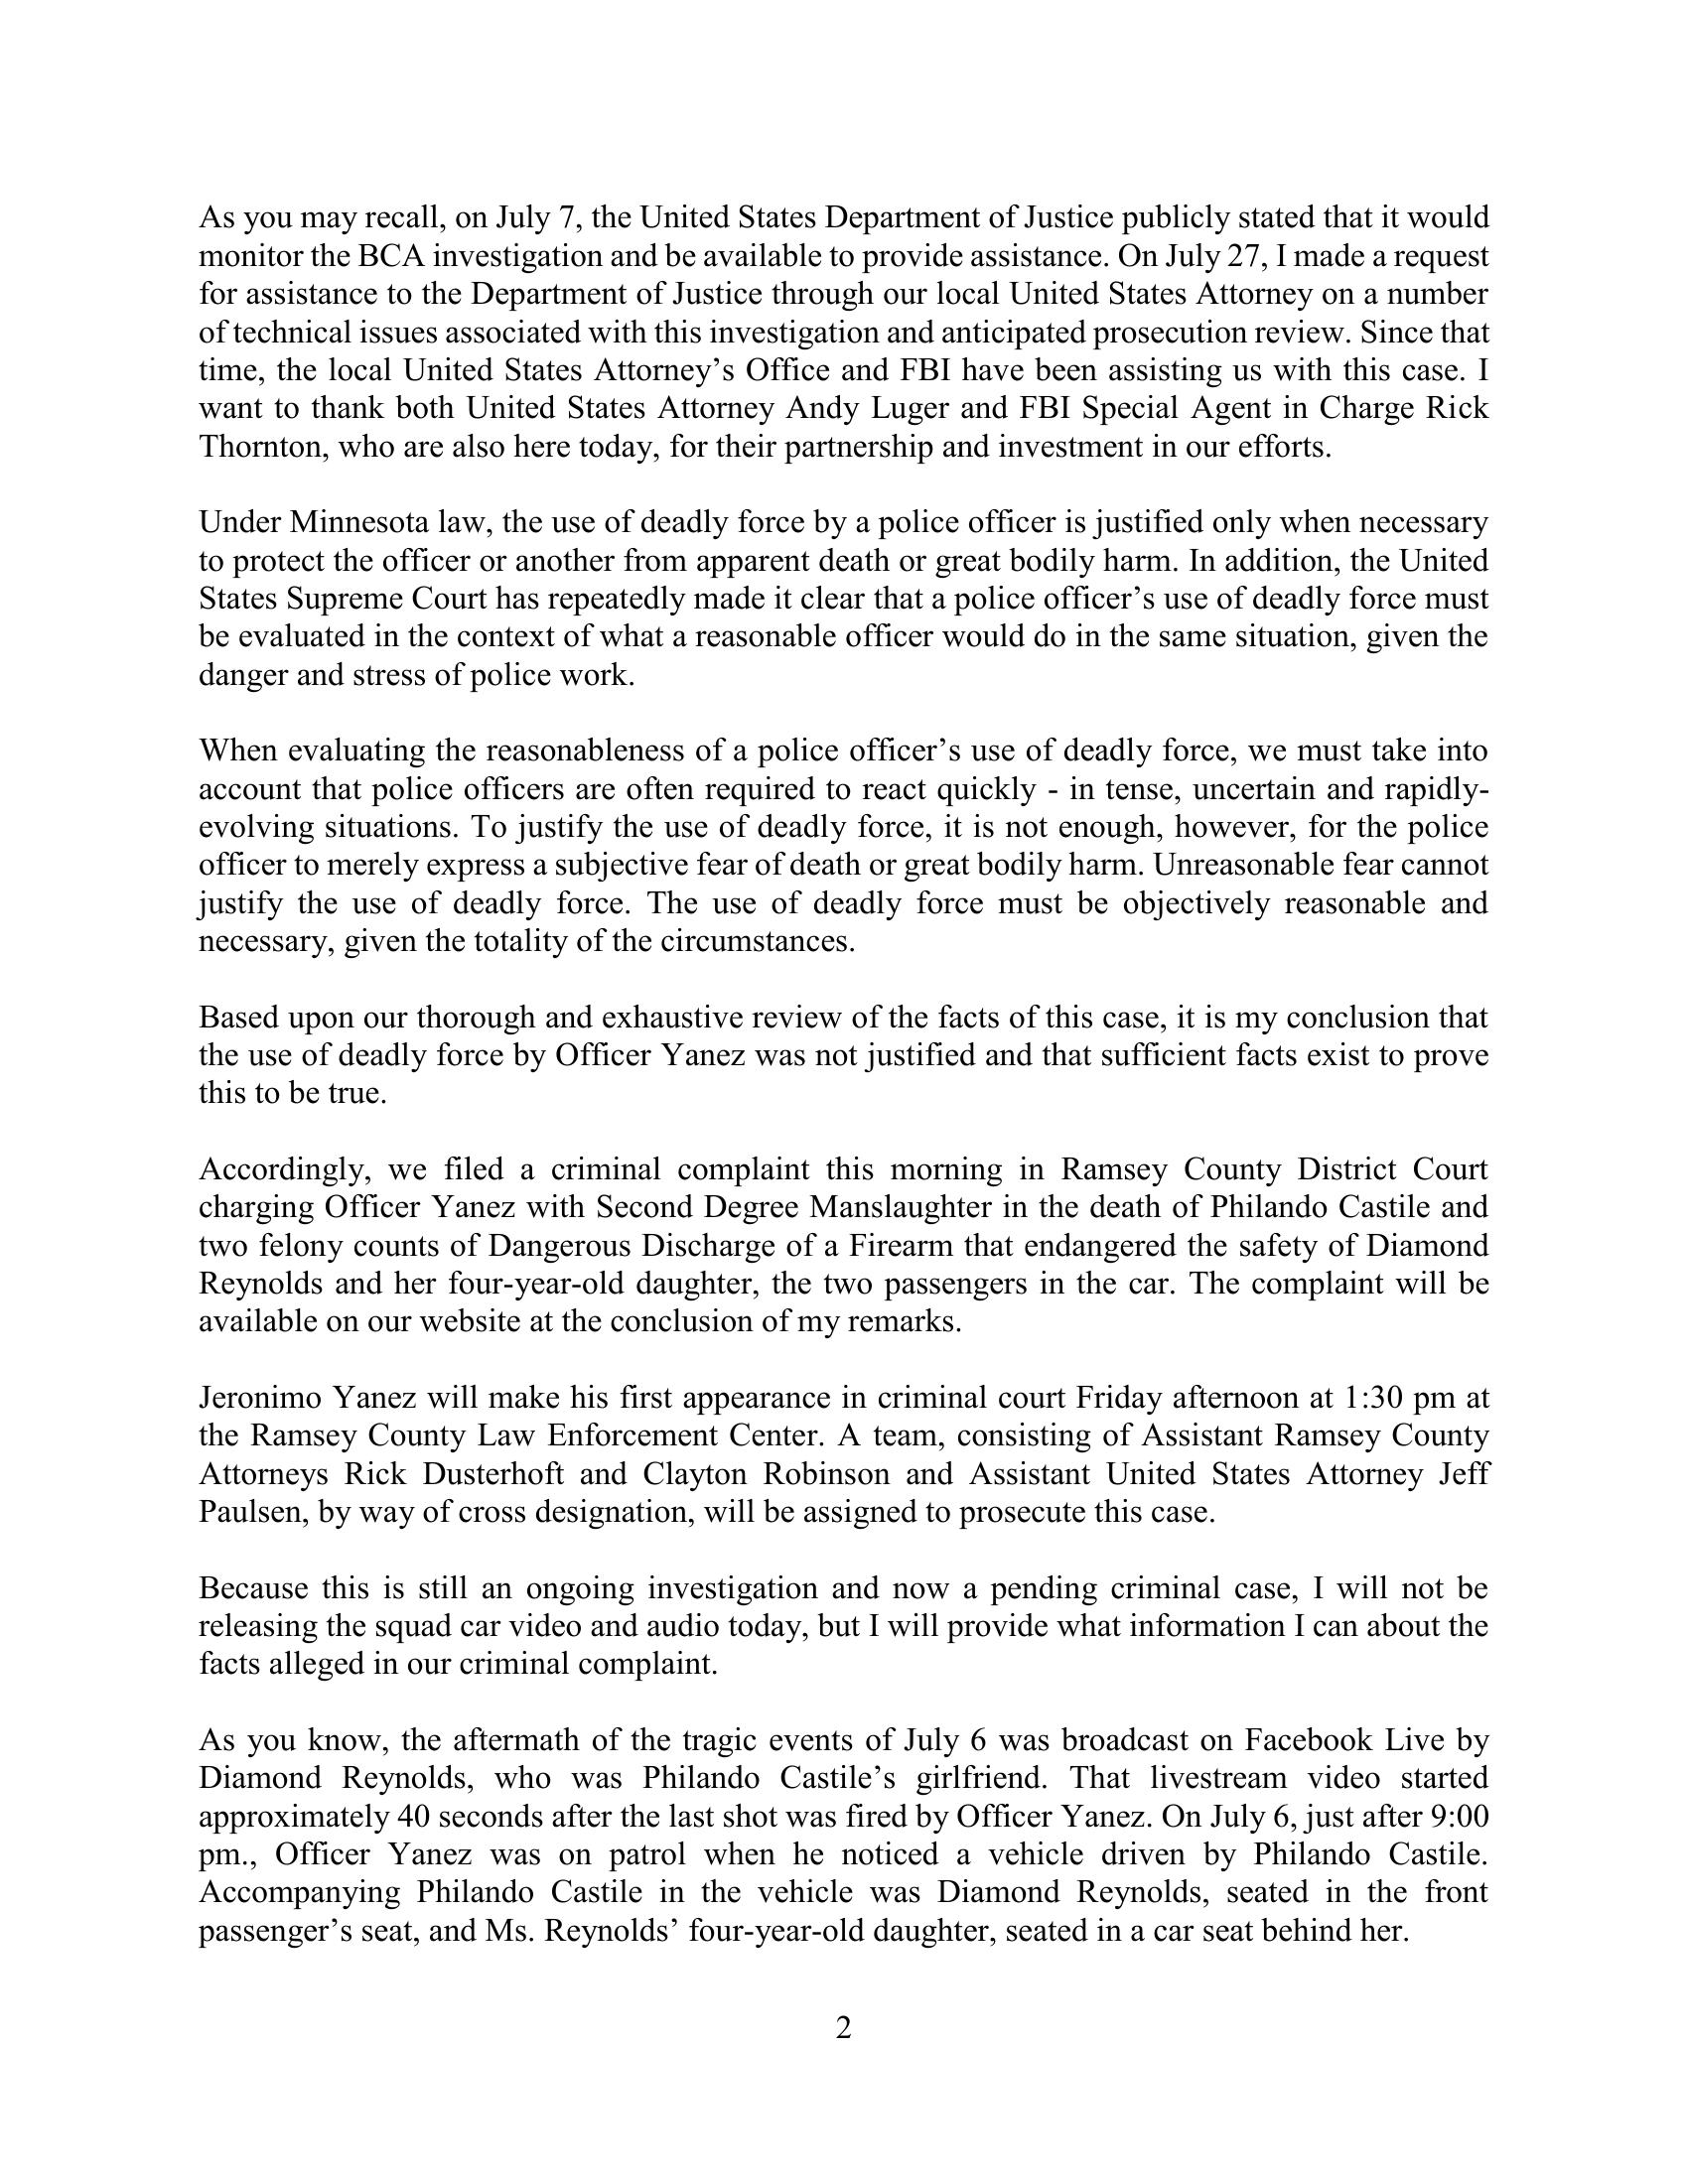 As you may recall, on July 7, the United States Department of Justice publicly stated that it would
monitor the BCA investigation and be available to provide assistance. On July 27, I made a request
for assistance to the Department of Justice through our local United States Attorney on a number
of technical issues associated with this investigation and anticipated prosecution review. Since that
time, the local United States Attorney’s Office and FBI have been assisting us with this case. I
want to thank both United States Attorney Andy Luger and FBI Special Agent in Charge Rick
Thornton, who are also here today, for their partnership and investment in our efforts.
Under Minnesota law, the use of deadly force by a police officer is justified only when necessary
to protect the officer or another from apparent death or great bodily harm. In addition, the United
States Supreme Court has repeatedly made it clear that a police officer’s use of deadly force must
be evaluated in the context of what a reasonable officer would do in the same situation, given the
danger and stress of police work.
When evaluating the reasonableness of a police officer’s use of deadly force, we must take into
account that police officers are often required to react quickly - in tense, uncertain and rapidly-
evolving situations. To justify the use of deadly force, it is not enough, however, for the police
officer to merely express a subjective fear of death or great bodily harm. Unreasonable fear cannot
justify the use of deadly force. The use of deadly force must be objectively reasonable and
necessary, given the totality of the circumstances.
Based upon our thorough and exhaustive review of the facts of this case, it is my conclusion that
the use of deadly force by Officer Yanez was not justified and that sufficient facts exist to prove
this to be true.
Accordingly, we filed a criminal complaint this morning in Ramsey County District Court
charging Officer Yanez with Second Degree Manslaughter in the death of Philando Castile and
two felony counts of Dangerous Discharge of a Firearm that endangered the safety of Diamond
Reynolds and her four-year-old daughter, the two passengers in the car. The complaint will be
available on our website at the conclusion of my remarks.
Jeronimo Yanez will make his first appearance in criminal court Friday afternoon at 1:30 pm at
the Ramsey County Law Enforcement Center. A team, consisting of Assistant Ramsey County
Attorneys Rick Dusterhoft and Clayton Robinson and Assistant United States Attorney Jeff
Paulsen, by way of cross designation, will be assigned to prosecute this case.
Because this is still an ongoing investigation and now a pending criminal case, I will not be
releasing the squad car video and audio today, but I will provide what information I can about the
facts alleged in our criminal complaint.
As you know, the aftermath of the tragic events of July 6 was broadcast on Facebook Live by
Diamond Reynolds, who was Philando Castile’s girlfriend. That livestream video started
approximately 40 seconds after the last shot was fired by Officer Yanez. On July 6, just after 9:00
pm., Officer Yanez was on patrol when he noticed a vehicle driven by Philando Castile.
Accompanying Philando Castile in the vehicle was Diamond Reynolds, seated in the front
passenger’s seat, and Ms. Reynolds’ four-year-old daughter, seated in a car seat behind her.
2